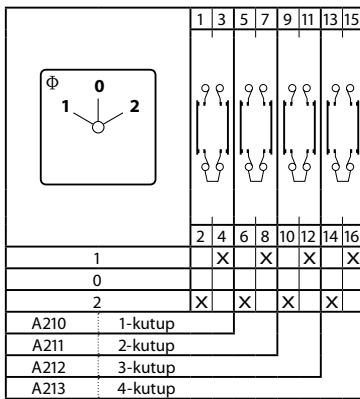 1 3 5 7 9 11 13 15
Φ
0
1 2
2 4 6 8 10 12 14 16
1 X X X X
0
2 X X X X
A210 1-kutup
A211 2-kutup
A212 3-kutup
A213 4-kutup